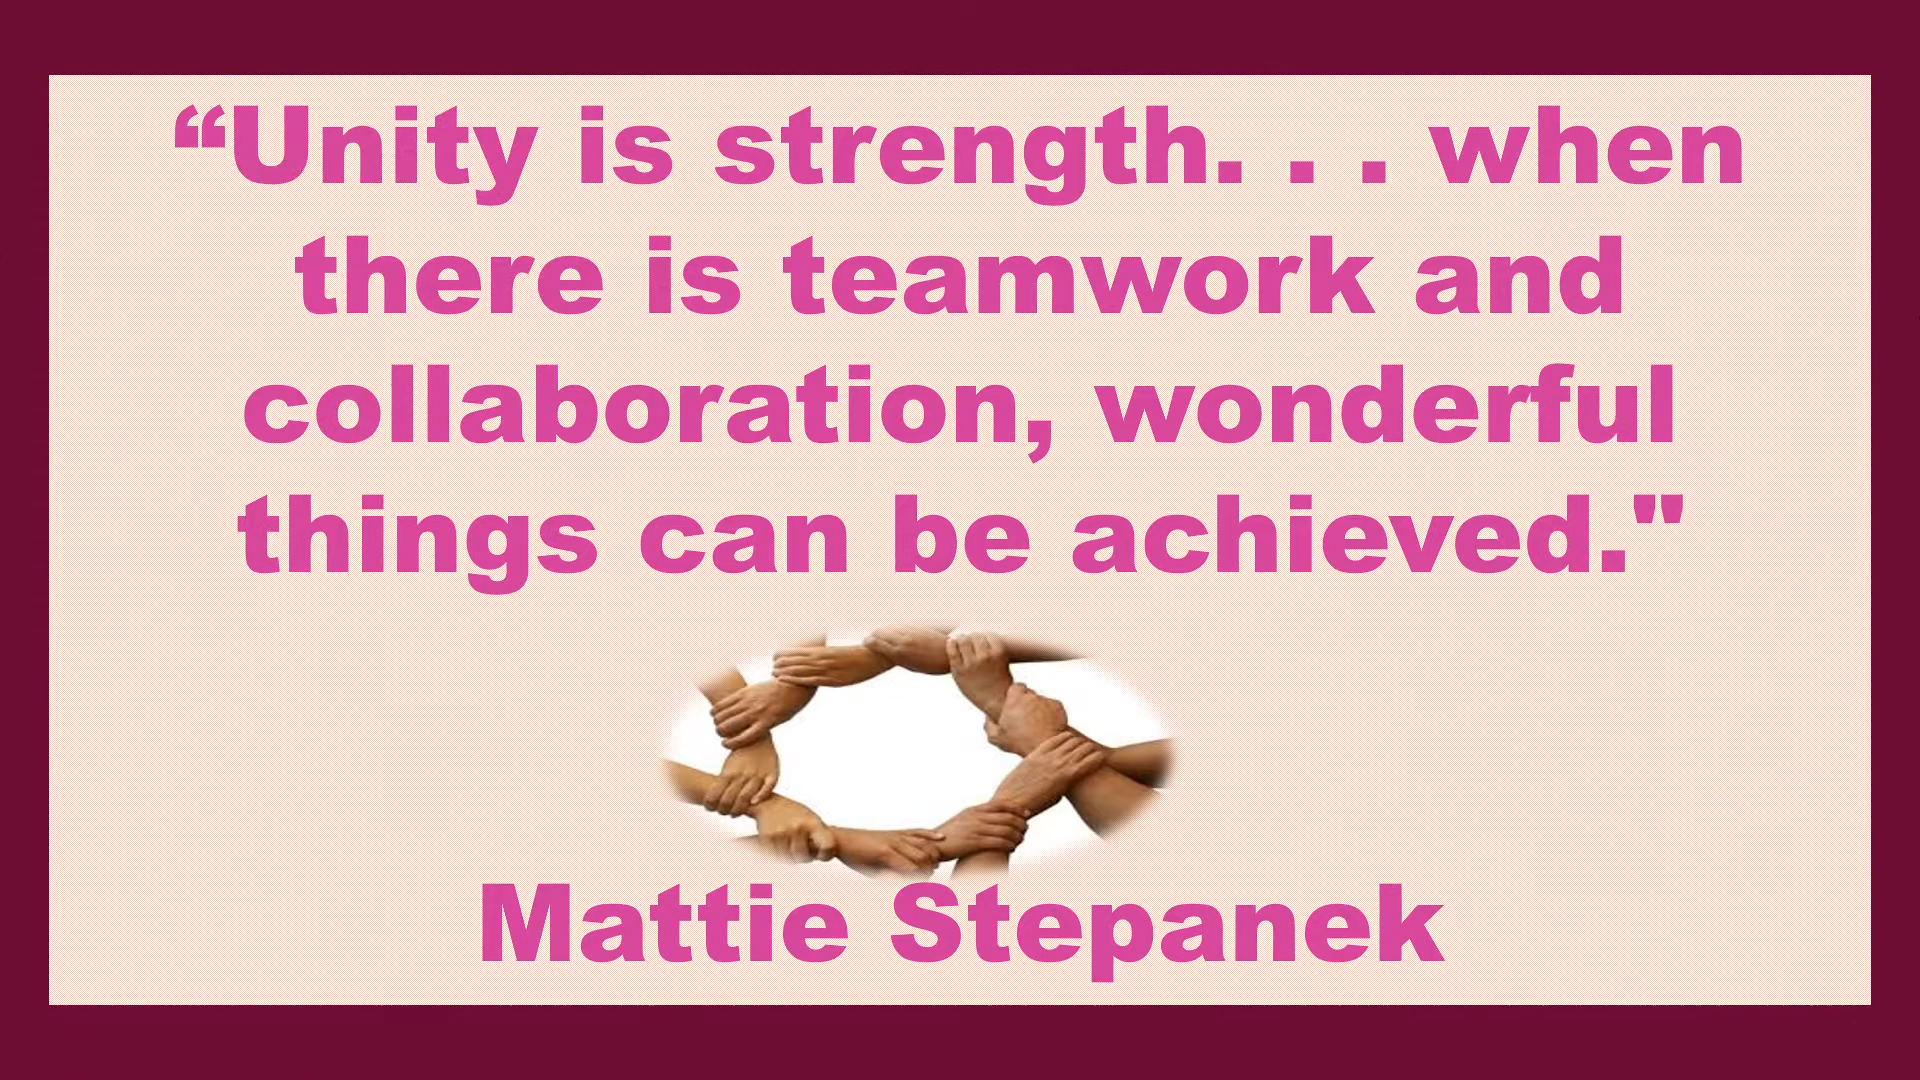 “Unity is strength. . . when
there is teamwork and
collaboration, wonderful
things can be achieved."
Mattie Stepanek